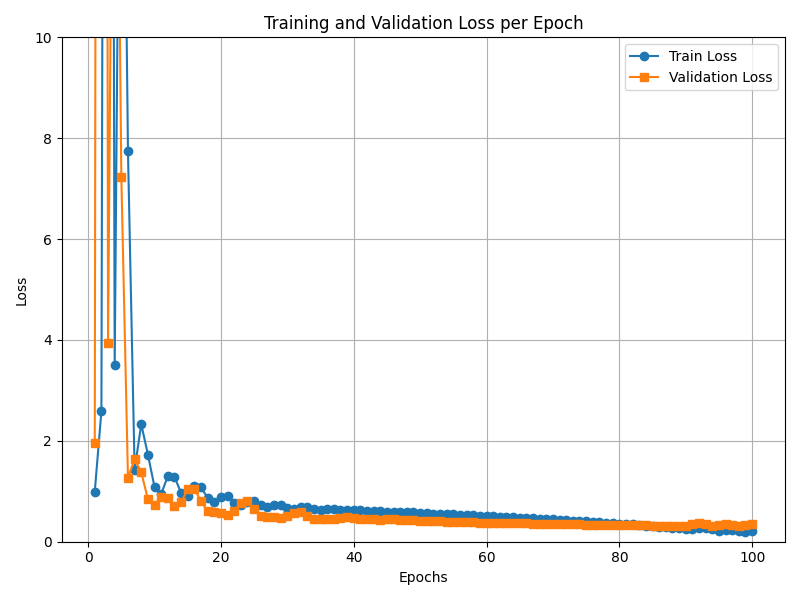 Training and Validation Loss per Epoch
10
8
6
4
2
0
Loss
Train Loss
Validation Loss
0 20 40 60 80 100
Epochs